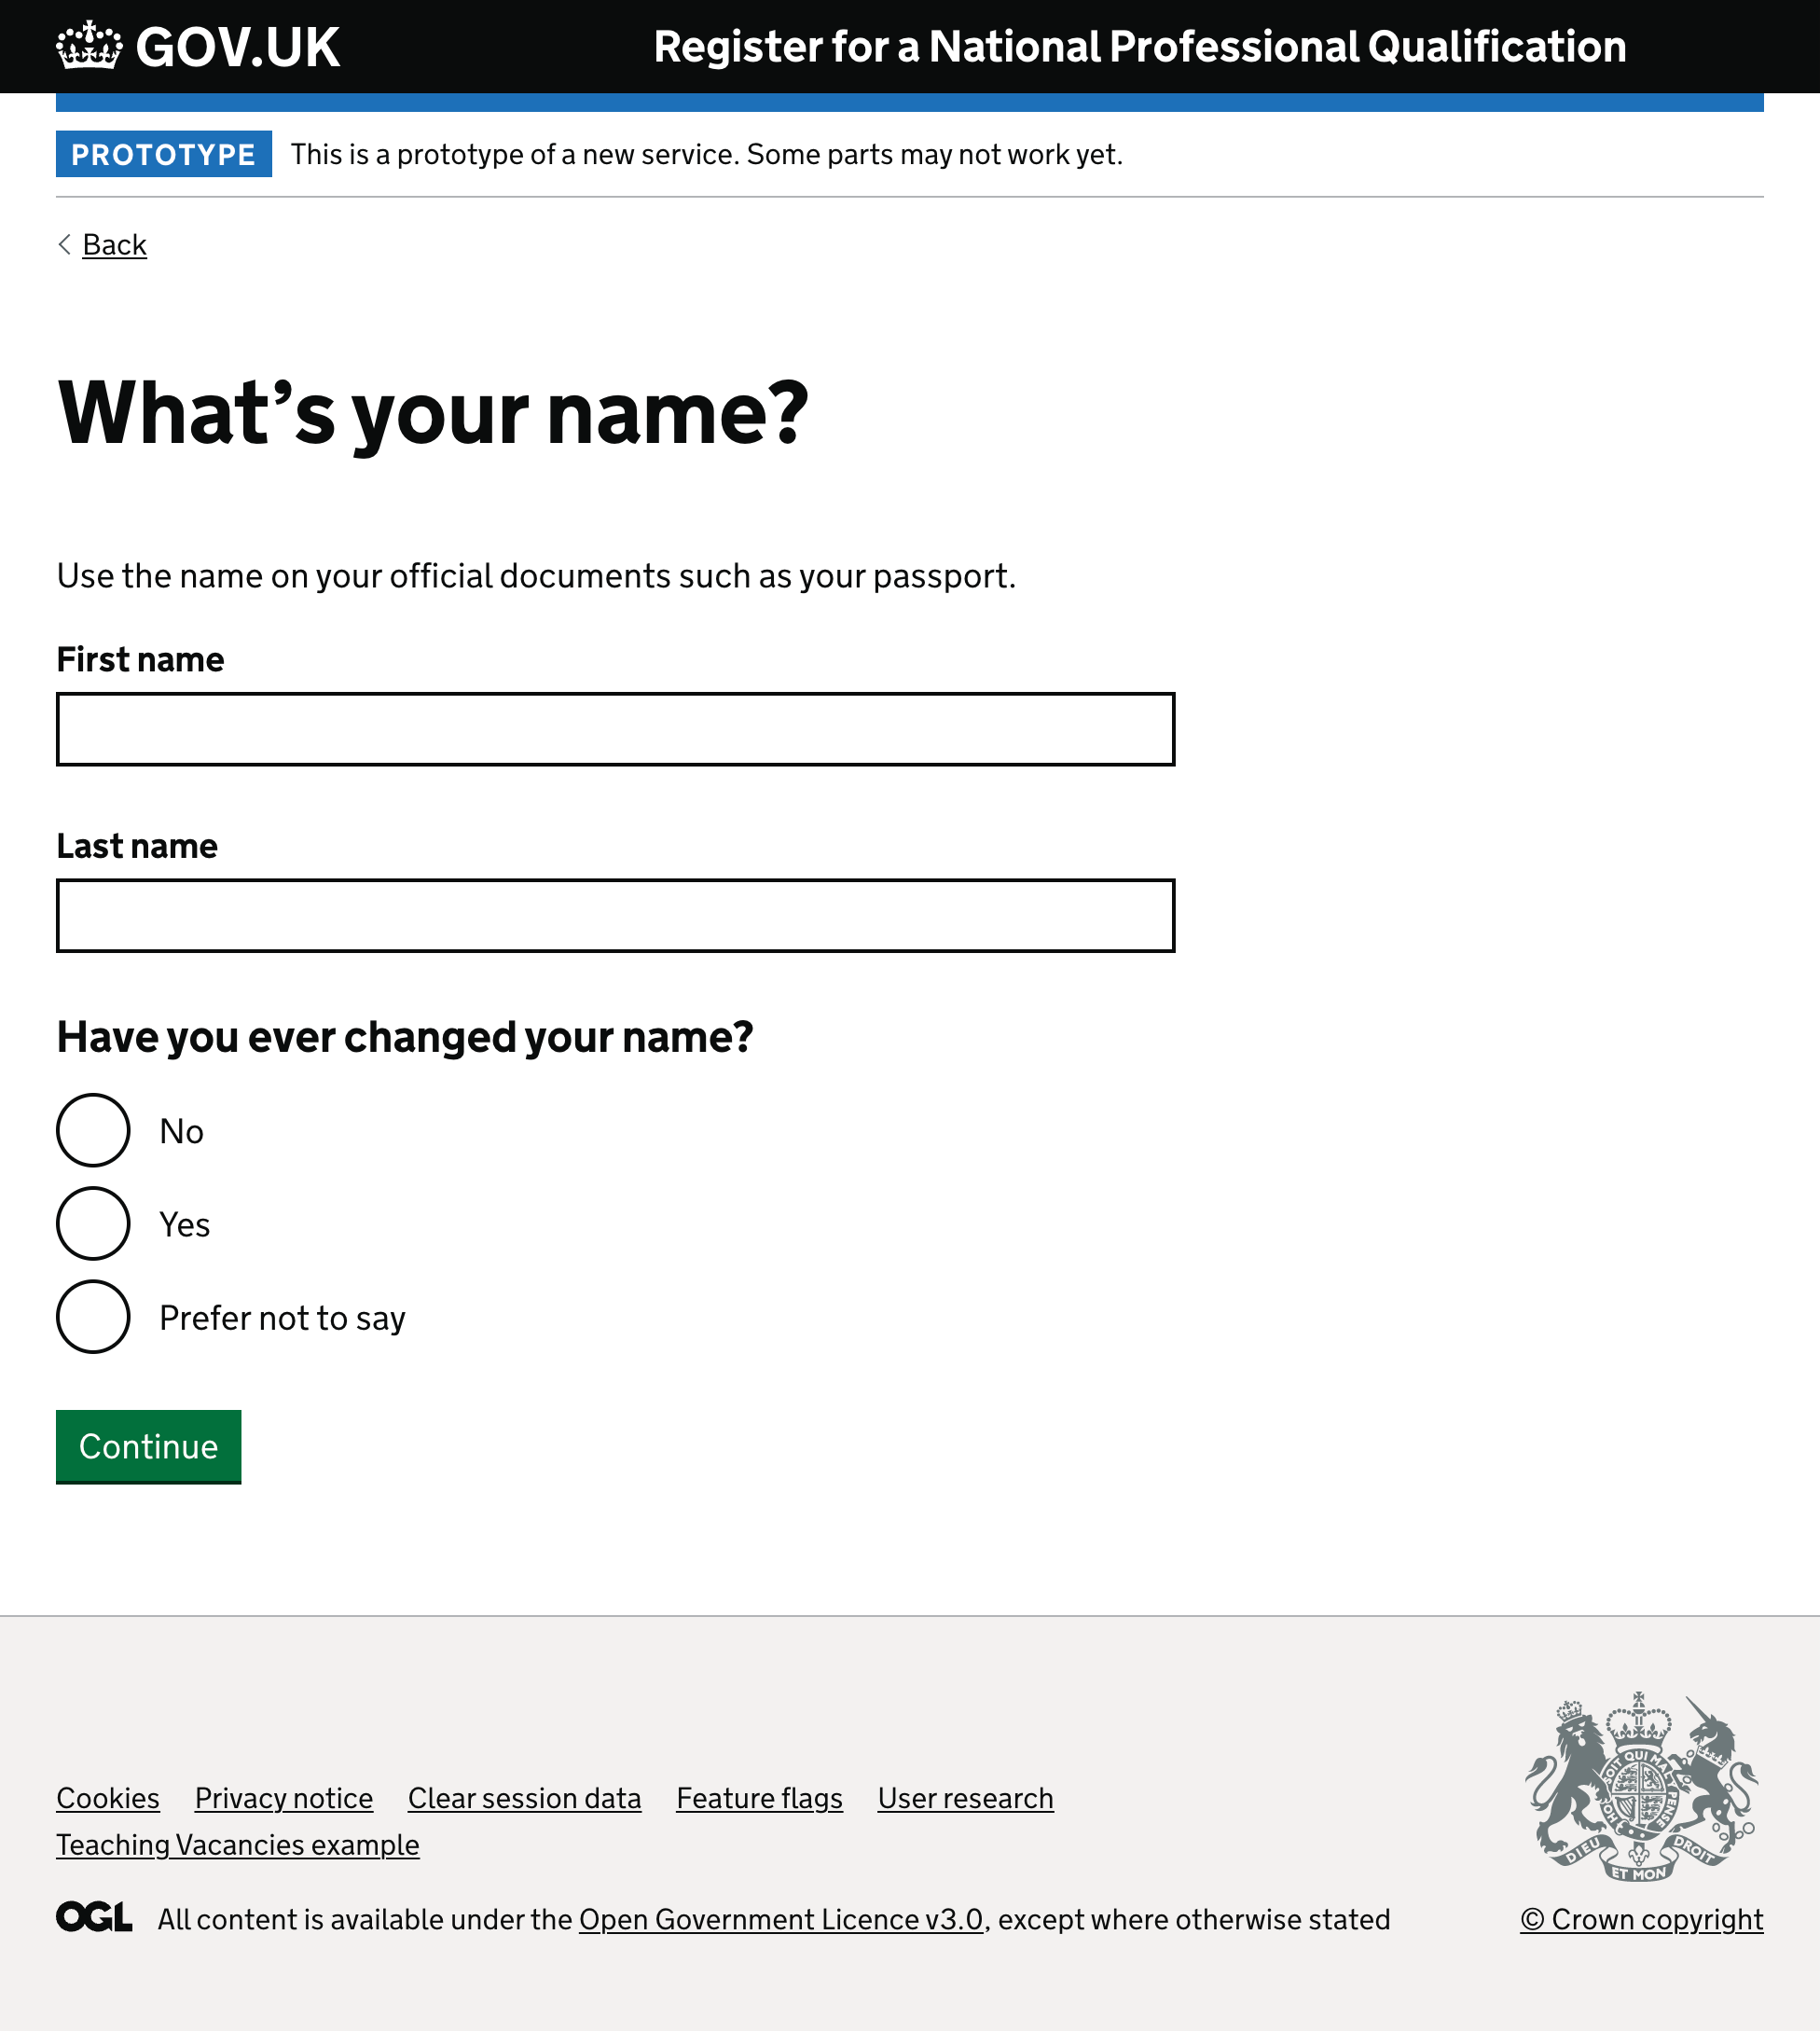 GOV.UK
Register for a National Professional Qualification
PROTOTYPE This is a prototype of a new service. Some parts may not work yet.
Back
What’s your name?
Use the name on your official documents such as your passport.
First name
Last name
Have you ever changed your name?
No
Yes
Prefer not to say
Continue
Cookies Privacy notice Clear session data Feature flags User research
Teaching Vacancies example
OGL All content is available under the Open Government Licence v3.0, except where otherwise stated
DIEU ET MON DROIT
© Crown copyright